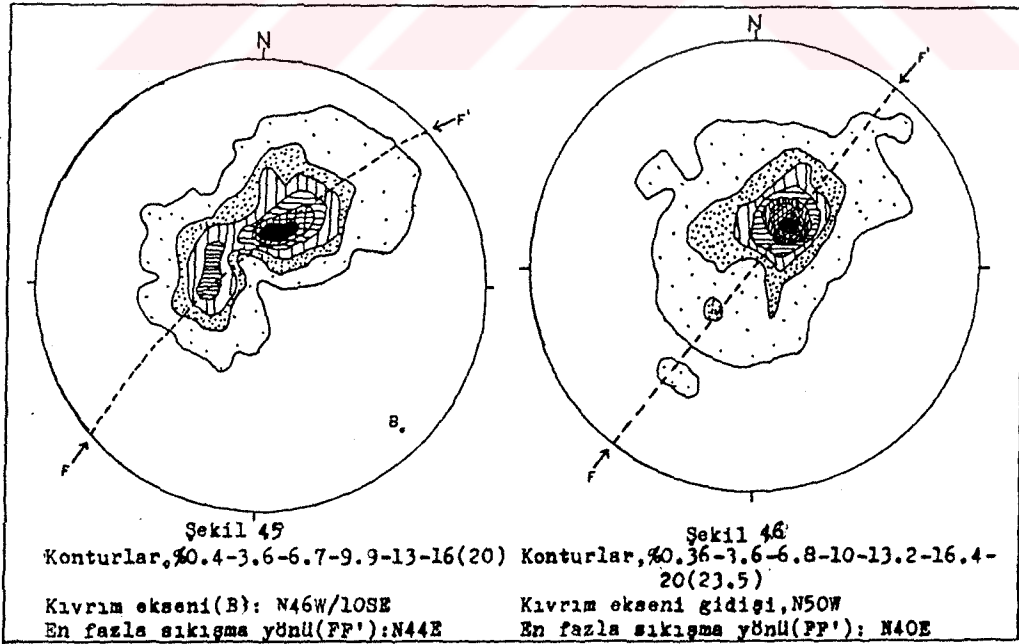 N
F'
B
F
Şekil 45
Konturlar,%0.4-3.6-6.7-9.9-13-16(20)
Kıvrım ekseni(B): N46W/10SE
En fazla sıkışma yönü(FF'):N44E
N
F'
F
Şekil 46
Konturlar,%0.36-3.6-6.8-10-13.2-16.4-
20(23.5)
Kıvrım ekseni gidişi,N50W
En fazla sıkışma yönü(FF'): N40E